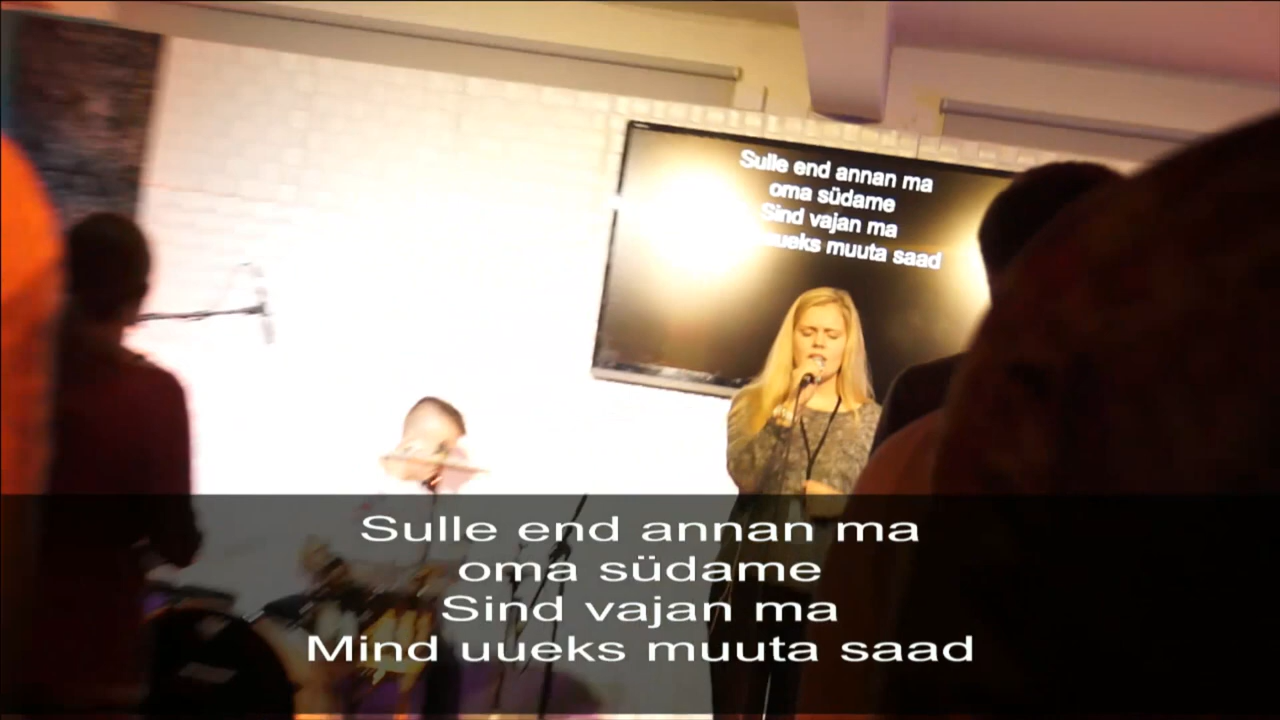 Sulle end annan ma
oma südame
Sind vajan ma
uueks muuta saad
Sulle end annan ma
oma südame
Sind vajan ma
Mind uueks muuta saad